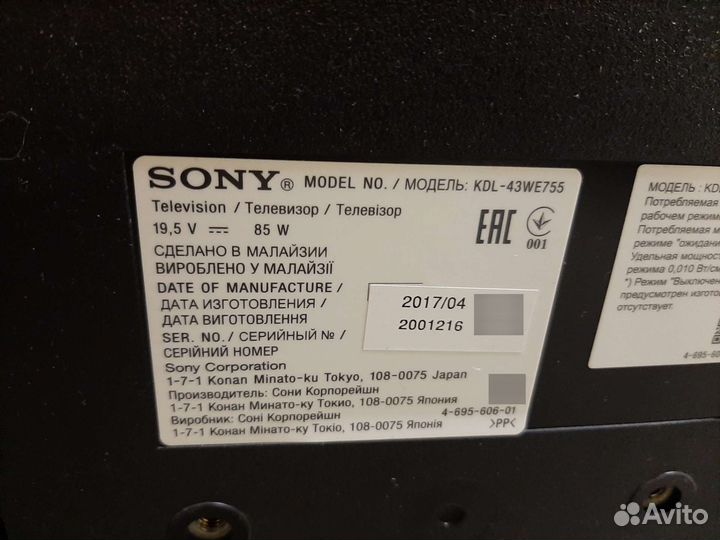 SONY® MODEL NO. / МОДЕЛЬ: KDL-43WE755
Television / Телевизор / Телевізор
19,5 V 85 W
СДЕЛАНО В МАЛАЙЗИИ
ВИРОБЛЕНО У МАЛАЙЗІЇ
DATE OF MANUFACTURE /
ДАТА ИЗГОТОВЛЕНИЯ /
ДАТА ВИГОТОВЛЕННЯ
SER. NO. / СЕРИЙНЫЙ № /
СЕРІЙНИЙ НОМЕР
2017/04
2001216
EAC
001
Sony Corporation
1-7-1 Konan Minato-ku Tokyo, 108-0075 Japan
Производитель: Сони Корпорейшн
1-7-1 Конан Минато-ку Токио, 108-0075 Япония
Виробник: Соні Корпорейшн
1-7-1 Конан Мінато-ку Токіо, 108-0075 Японія
4-695-606-01
>PP<
МОДЕЛЬ : KD
Потребляемая
рабочем режим
Потребляемая м
режиме "ожидани
Удельная мощност
режима 0,010 Вт/с
*) Режим "Выключен
предусмотрен изгото
отсутствует.
4-695-60
Avito